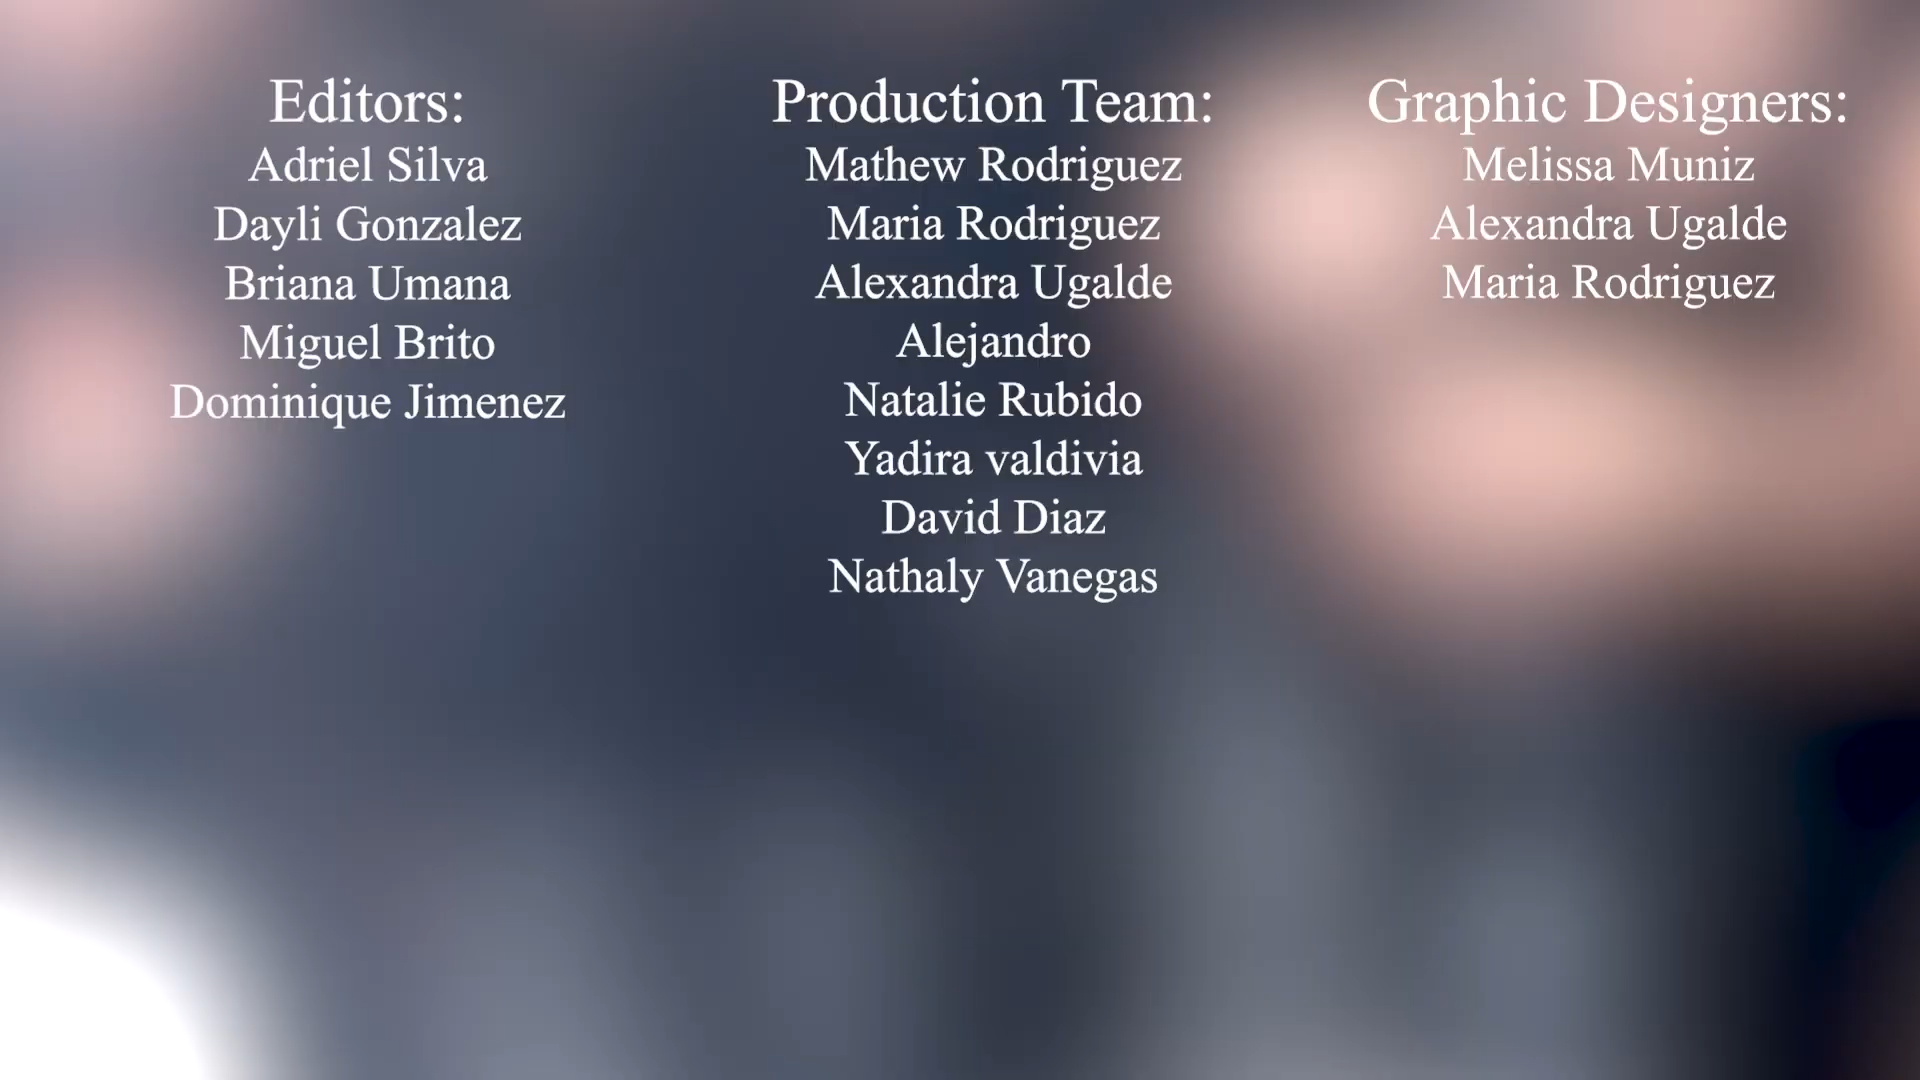 Editors:
Adriel Silva
Dayli Gonzalez
Briana Umana
Miguel Brito
Dominique Jimenez
Production Team:
Mathew Rodriguez
Maria Rodriguez
Alexandra Ugalde
Alejandro
Natalie Rubido
Yadira valdivia
David Diaz
Nathaly Vanegas
Graphic Designers:
Melissa Muniz
Alexandra Ugalde
Maria Rodriguez